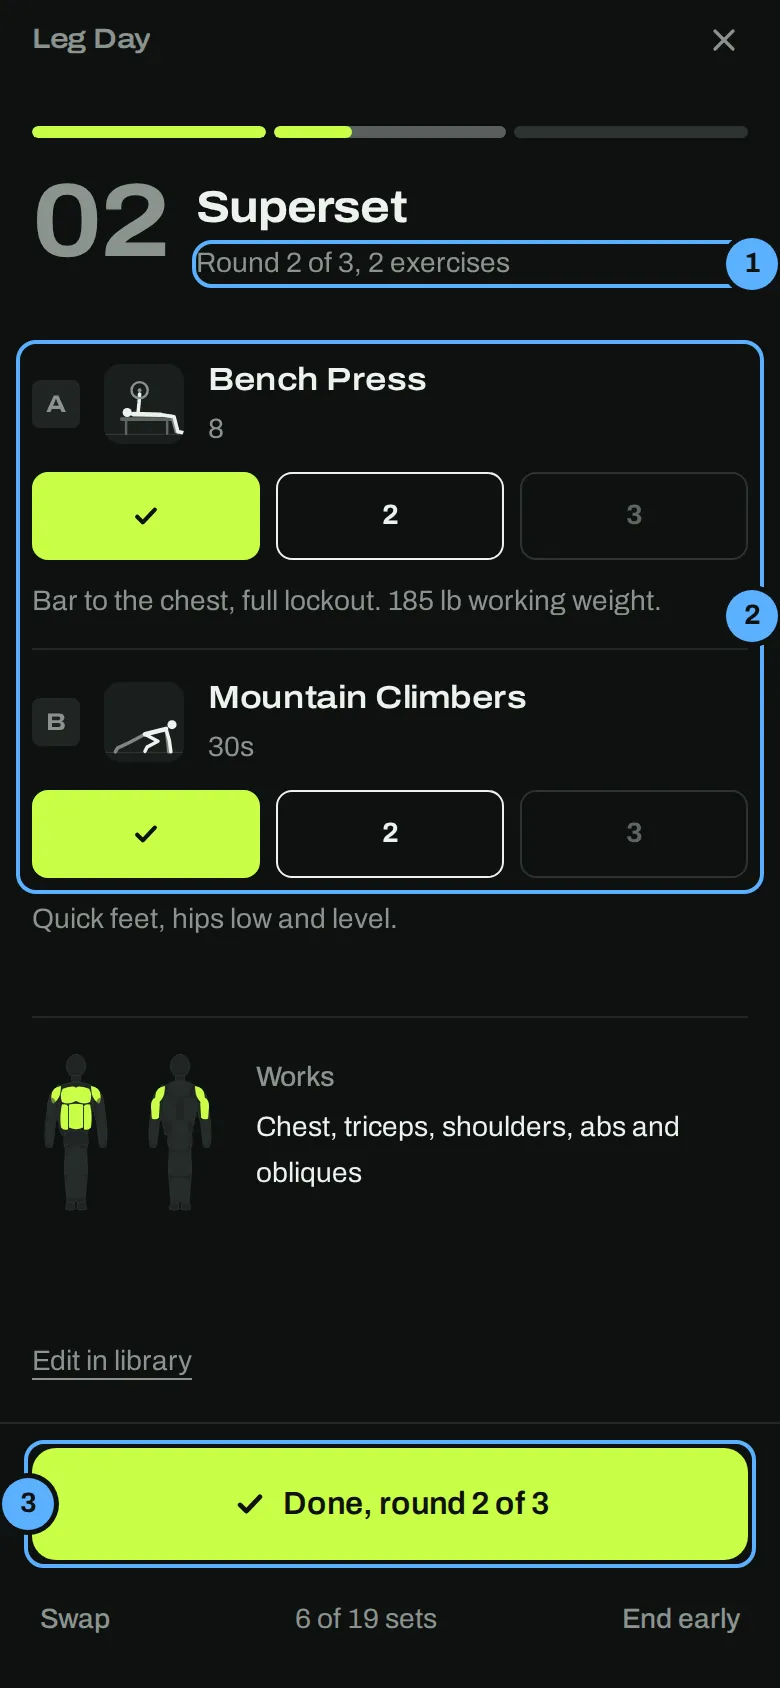 Leg Day
02
Superset
Round 2 of 3, 2 exercises
1
A
Bench Press
8
2
3
Bar to the chest, full lockout. 185 lb working weight.
2
B
Mountain Climbers
30s
2
3
Quick feet, hips low and level.
Works
Chest, triceps, shoulders, abs and
obliques
Edit in library
3
Done, round 2 of 3
Swap
6 of 19 sets
End early